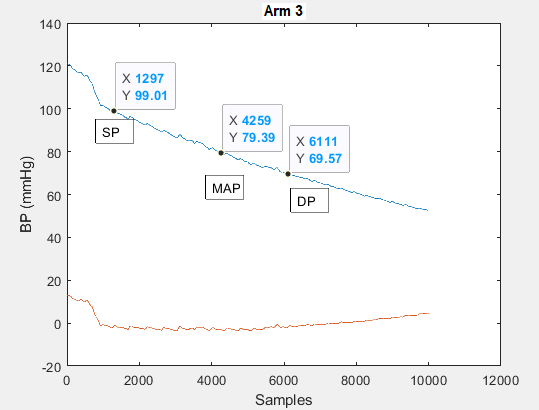 Arm 3
140
120
100
80
60
40
20
0
-20
BP (mmHg)
X 1297
Y 99.01
SP
X 4259
Y 79.39
MAP
X 6111
Y 69.57
DP
0 2000 4000 6000 8000 10000 12000
Samples